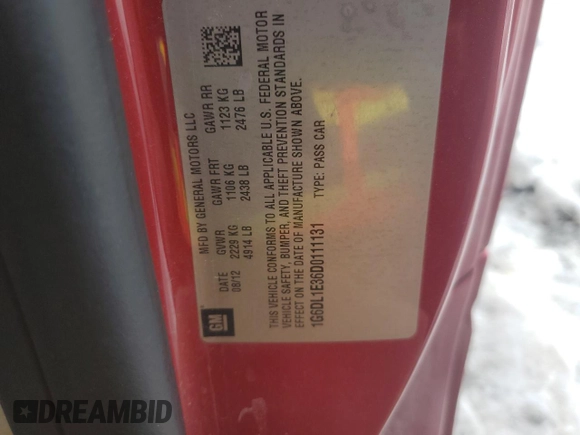 MFD BY GENERAL MOTORS LLC
DATE GVWR GAWR FRT GAWR RR
08/12 2229 KG 1106 KG 1123 KG
4914 LB 2438 LB 2476 LB
THIS VEHICLE CONFORMS TO ALL APPLICABLE U.S. FEDERAL MOTOR
VEHICLE SAFETY, BUMPER, AND THEFT PREVENTION STANDARDS IN
EFFECT ON THE DATE OF MANUFACTURE SHOWN ABOVE.
1G6DL1E36D0111131 TYPE: PASS CAR
GM
DREAMBID